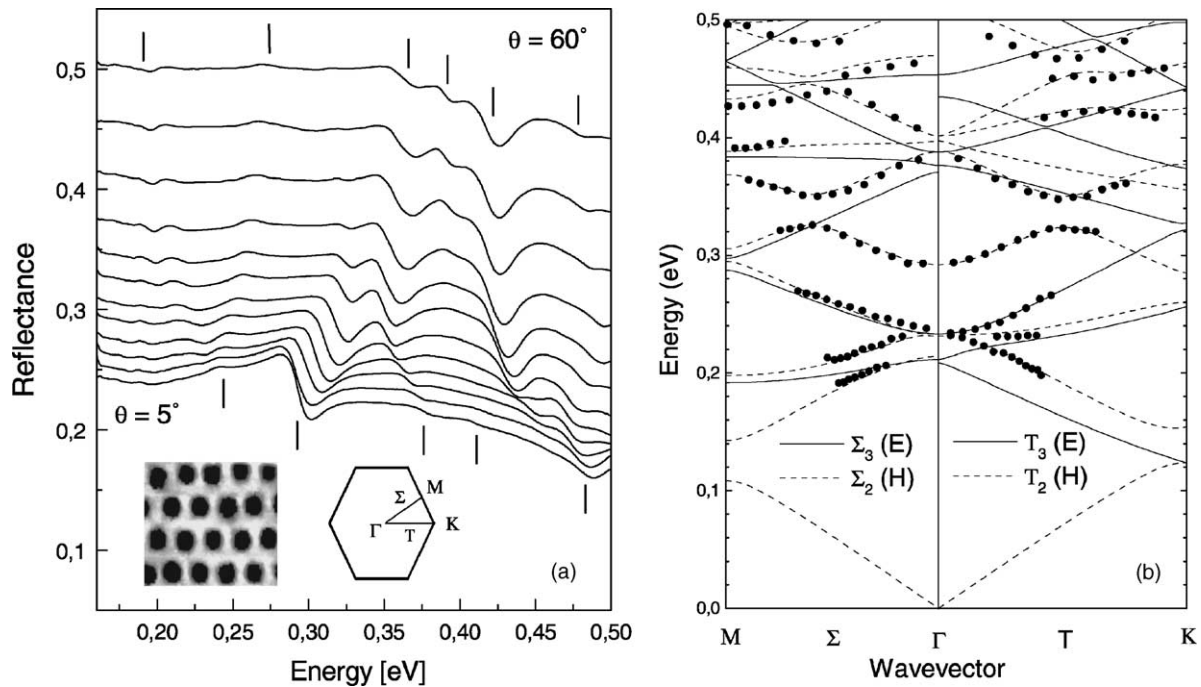 Reflectance
0,5
0,4
0,3
0,2
0,1
θ = 60°
θ = 5°
M
Σ
Γ
T
K
(a)
0,20 0,25 0,30 0,35 0,40 0,45 0,50
Energy [eV]
Energy (eV)
0,5
0,4
0,3
0,2
0,1
0,0
Σ3 (E)
Σ2 (H)
T3 (E)
T2 (H)
(b)
M Σ Γ T K
Wavevector